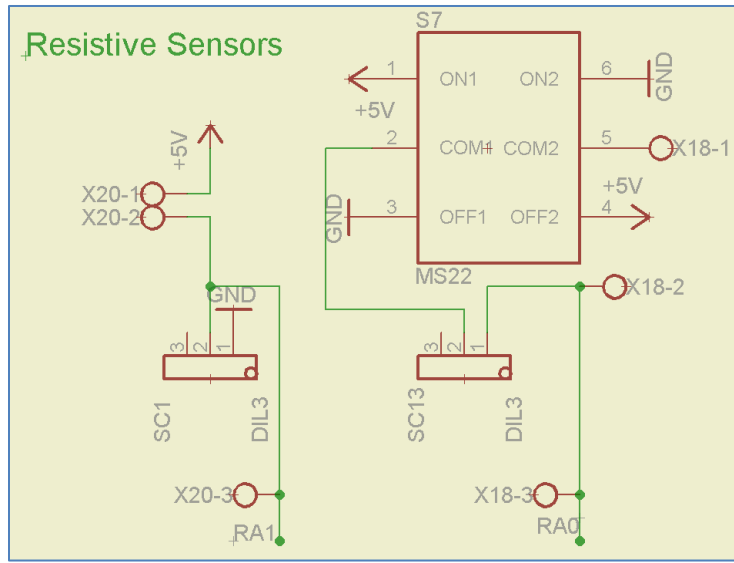 Resistive Sensors
S7
1 ON1 ON2 6
+5V
GND
2 COM1 COM2 5
X18-1
3 OFF1 OFF2 4
GND
+5V
MS22
+5V
X20-1
X20-2
GND
3 2 1
SC1
DIL3
X20-3
RA1
X18-2
3 2 1
SC13
DIL3
X18-3
RA0